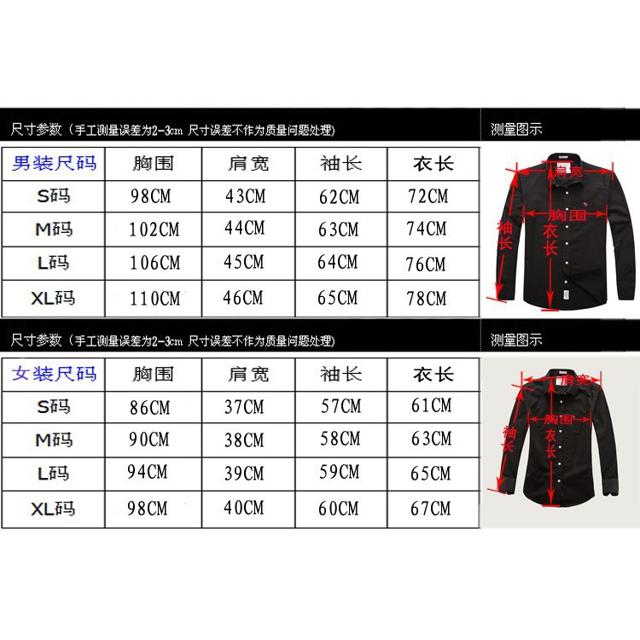 尺寸参数（手工测量误差为2-3cm 尺寸误差不作为质量问题处理) 测量图示
男装尺码 胸围 肩宽 袖长 衣长
S码 98CM 43CM 62CM 72CM
M码 102CM 44CM 63CM 74CM
L码 106CM 45CM 64CM 76CM
XL码 110CM 46CM 65CM 78CM
肩宽
胸围
袖长
衣长
尺寸参数（手工测量误差为2-3cm 尺寸误差不作为质量问题处理) 测量图示
女装尺码 胸围 肩宽 袖长 衣长
S码 86CM 37CM 57CM 61CM
M码 90CM 38CM 58CM 63CM
L码 94CM 39CM 59CM 65CM
XL码 98CM 40CM 60CM 67CM
肩宽
胸围
袖长
衣长